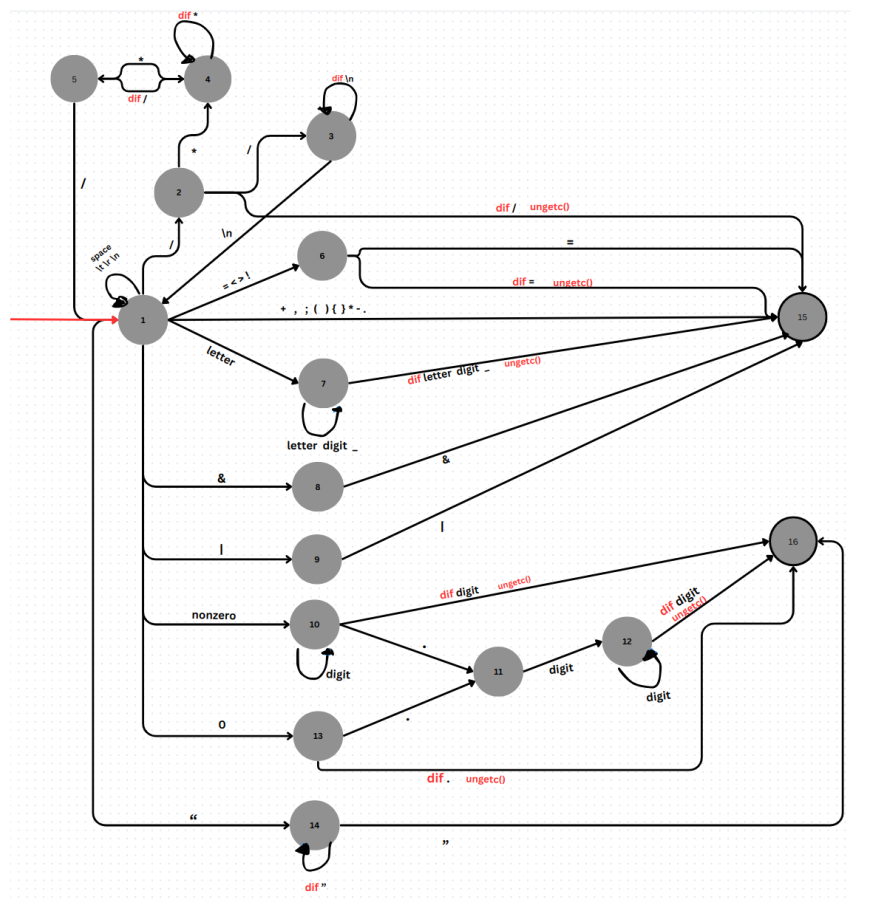 dif *
5
*
dif /
4
dif \n
3
*
/
/
2
dif / ungetc()
\n
space
\t \r \n
/
= < > !
6
=
dif = ungetc()
1
+ , ; ( ) { } * - .
15
letter
7
dif letter digit _ ungetc()
letter digit _
&
8
&
|
9
|
16
nonzero
10
digit
dif digit ungetc()
.
11
digit
12
dif digit
ungetc()
digit
0
13
.
dif . ungetc()
“
14
”
dif ”